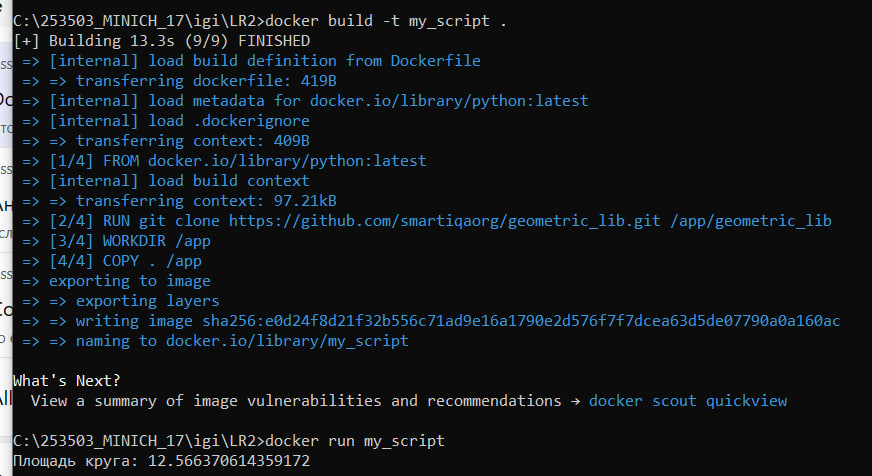 C:\253503_MINICH_17\igi\LR2>docker build -t my_script .
[+] Building 13.3s (9/9) FINISHED
=> [internal] load build definition from Dockerfile
=> => transferring dockerfile: 419B
=> [internal] load metadata for docker.io/library/python:latest
=> [internal] load .dockerignore
=> => transferring context: 409B
=> [1/4] FROM docker.io/library/python:latest
=> [internal] load build context
=> => transferring context: 97.21kB
=> [2/4] RUN git clone https://github.com/smartiqaorg/geometric_lib.git /app/geometric_lib
=> [3/4] WORKDIR /app
=> [4/4] COPY . /app
=> exporting to image
=> => exporting layers
=> => writing image sha256:e0d24f8d21f32b556c71ad9e16a1790e2d576f7f7dcea63d5de07790a0a160ac
=> => naming to docker.io/library/my_script
What's Next?
View a summary of image vulnerabilities and recommendations → docker scout quickview
C:\253503_MINICH_17\igi\LR2>docker run my_script
Площадь круга: 12.566370614359172